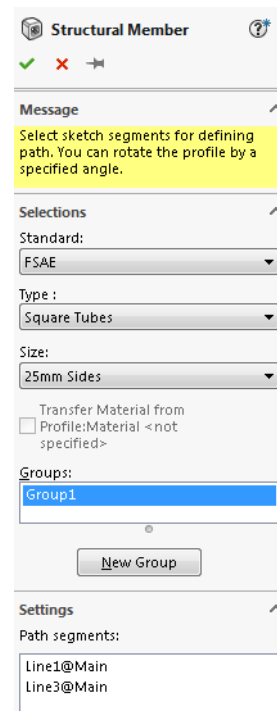 Structural Member
Message
Select sketch segments for defining
path. You can rotate the profile by a
specified angle.
Selections
Standard:
FSAE
Type :
Square Tubes
Size:
25mm Sides
Transfer Material from
Profile:Material <not
specified>
Groups:
Group1
New Group
Settings
Path segments:
Line1@Main
Line3@Main